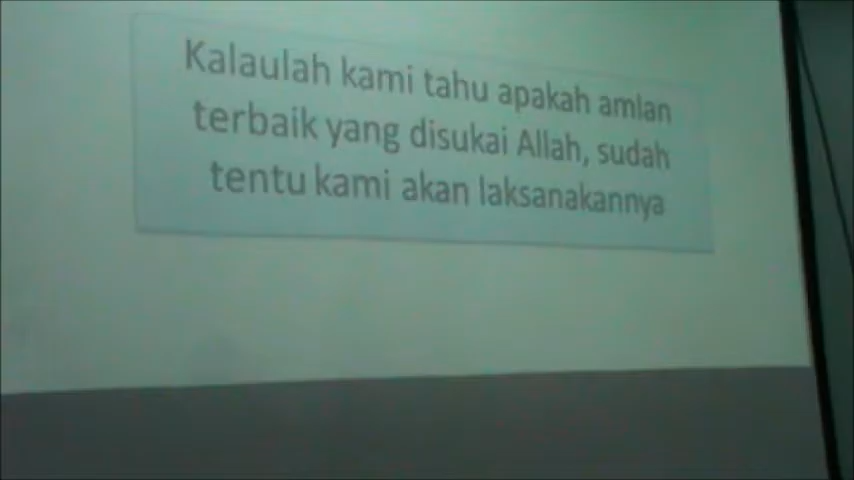 Kalaulah kami tahu apakah amlan
terbaik yang disukai Allah, sudah
tentu kami akan laksanakannya